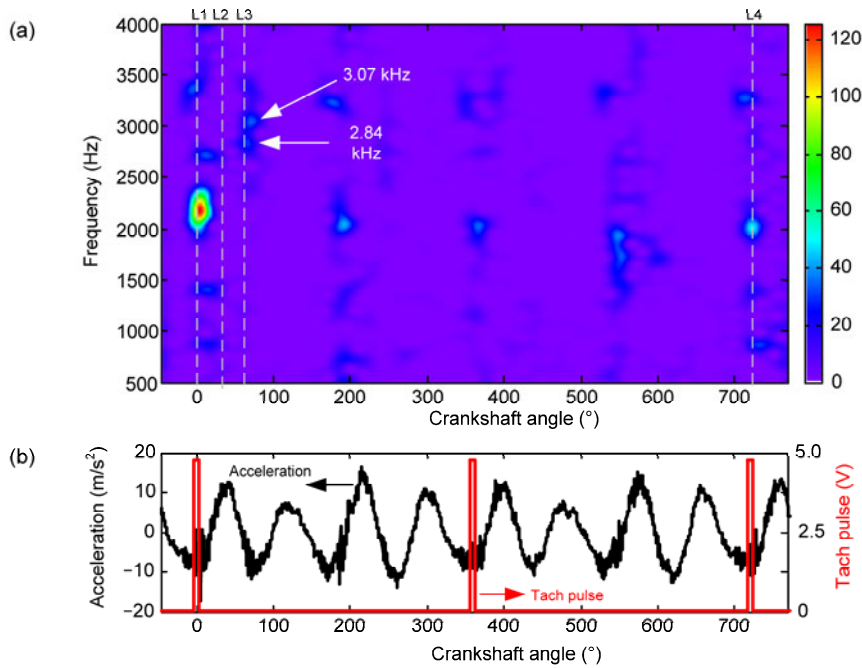 (a)
L1 L2 L3 L4
4000
3500
3000
2500
2000
1500
1000
500
Frequency (Hz)
3.07 kHz
2.84
kHz
0 100 200 300 400 500 600 700
Crankshaft angle (°)
120
100
80
60
40
20
0
(b)
20
10
0
−10
−20
Acceleration (m/s²)
Acceleration
Tach pulse
5.0
2.5
0
Tach pulse (V)
0 100 200 300 400 500 600 700
Crankshaft angle (°)